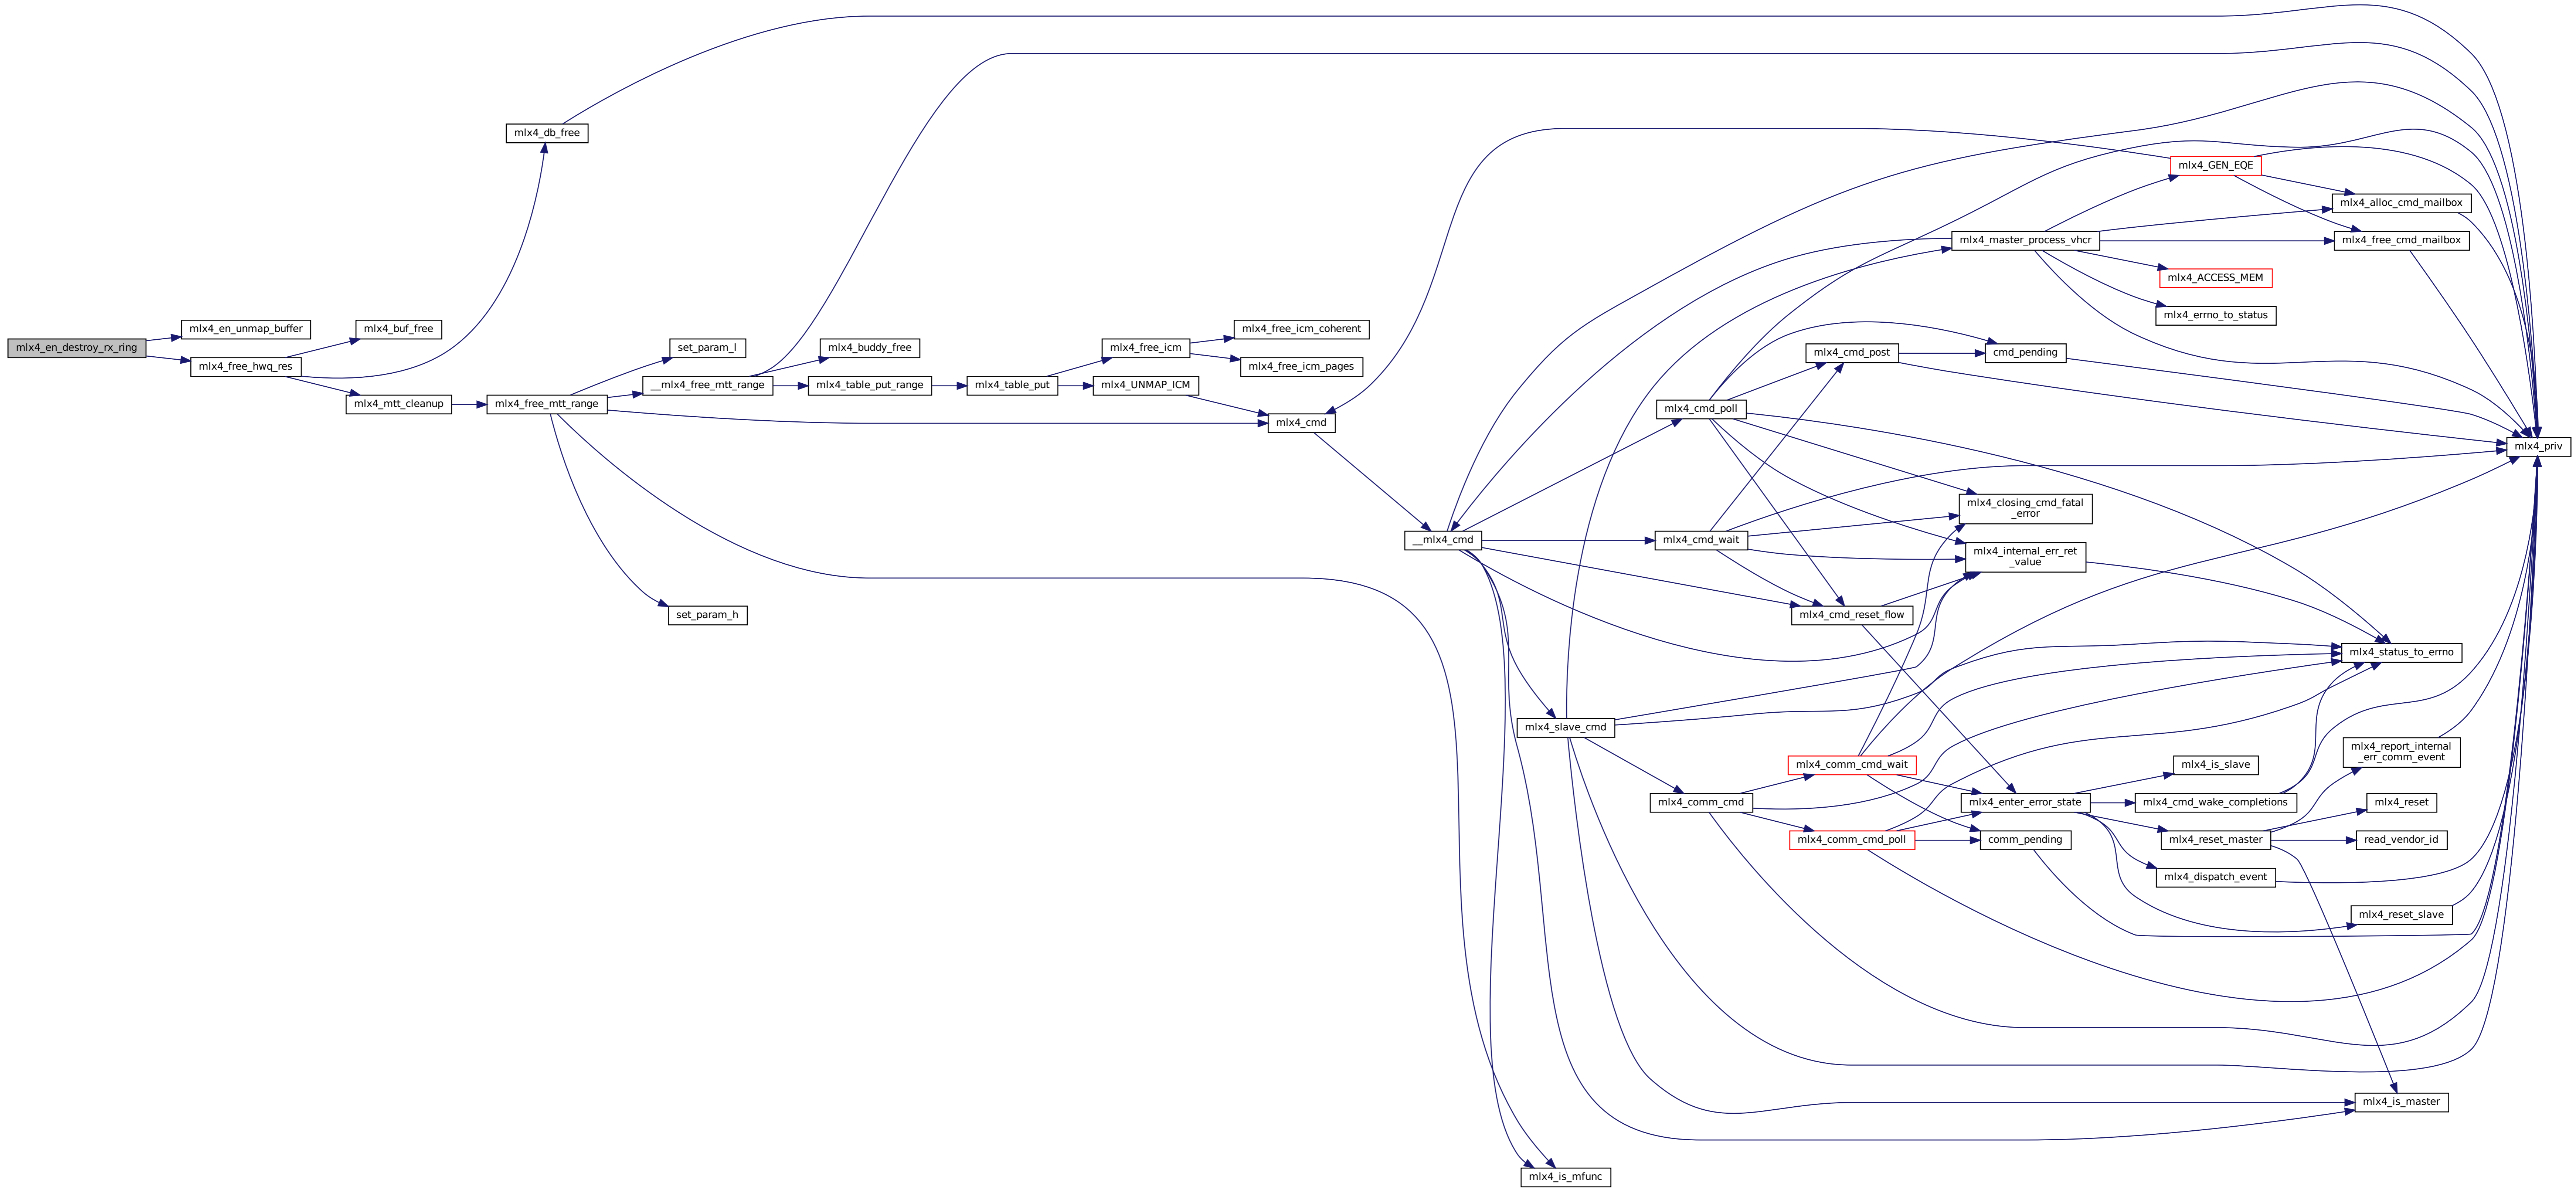 mlx4_en_destroy_rx_ring
mlx4_en_unmap_buffer
mlx4_free_hwq_res
mlx4_buf_free
mlx4_db_free
mlx4_mtt_cleanup
mlx4_free_mtt_range
set_param_l
__mlx4_free_mtt_range
set_param_h
mlx4_buddy_free
mlx4_table_put_range
mlx4_table_put
mlx4_free_icm
mlx4_UNMAP_ICM
mlx4_free_icm_coherent
mlx4_free_icm_pages
mlx4_cmd
__mlx4_cmd
mlx4_is_mfunc
mlx4_slave_cmd
mlx4_cmd_poll
mlx4_cmd_wait
mlx4_comm_cmd
mlx4_cmd_post
mlx4_cmd_reset_flow
mlx4_comm_cmd_wait
mlx4_comm_cmd_poll
mlx4_master_process_vhcr
cmd_pending
mlx4_closing_cmd_fatal
_error
mlx4_internal_err_ret
_value
mlx4_enter_error_state
comm_pending
mlx4_GEN_EQE
mlx4_ACCESS_MEM
mlx4_errno_to_status
mlx4_is_slave
mlx4_cmd_wake_completions
mlx4_reset_master
mlx4_dispatch_event
mlx4_alloc_cmd_mailbox
mlx4_free_cmd_mailbox
mlx4_status_to_errno
mlx4_report_internal
_err_comm_event
mlx4_reset
read_vendor_id
mlx4_reset_slave
mlx4_is_master
mlx4_priv